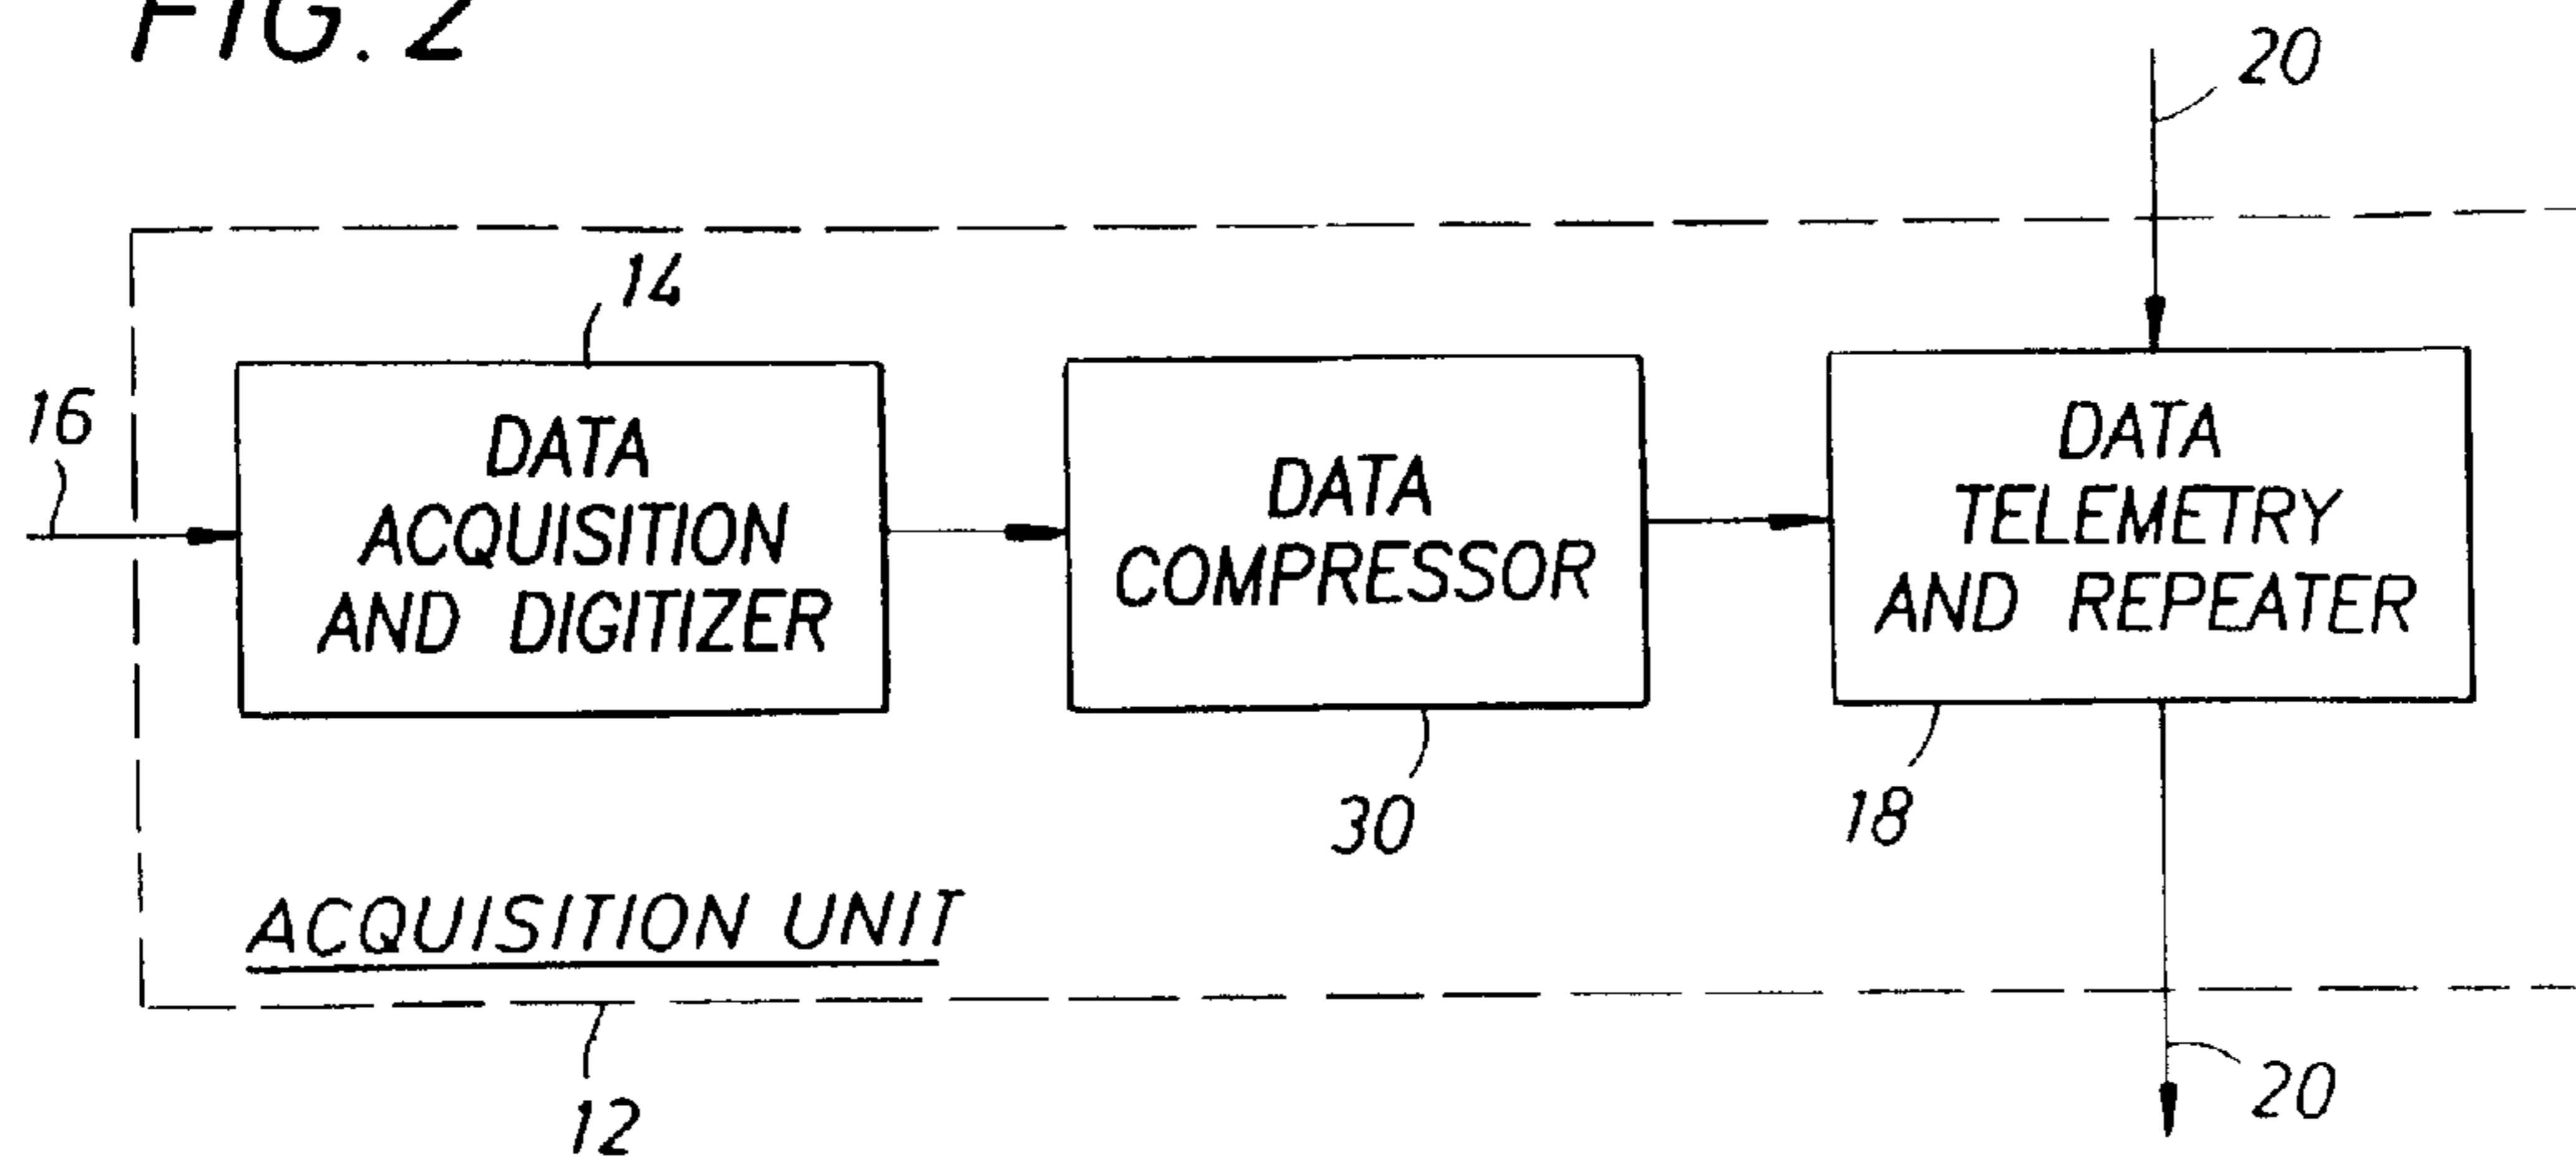 FIG. 2
20
14
16
DATA
ACQUISITION
AND DIGITIZER
DATA
COMPRESSOR
DATA
TELEMETRY
AND REPEATER
30
18
ACQUISITION UNIT
12
20